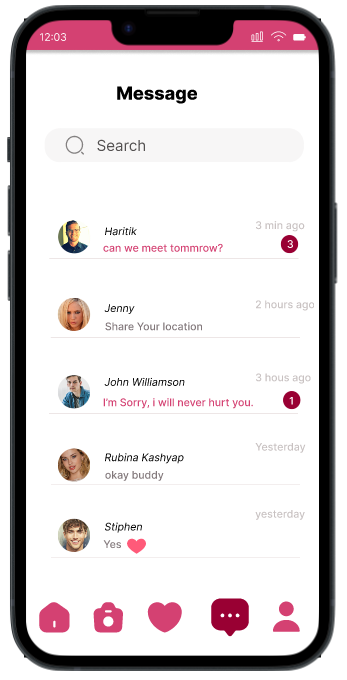 12:03
Message
Search
Haritik
3 min ago
can we meet tommrow?
3
Jenny
2 hours ago
Share Your location
John Williamson
3 hous ago
I'm Sorry, i will never hurt you.
1
Rubina Kashyap
Yesterday
okay buddy
Stiphen
yesterday
Yes